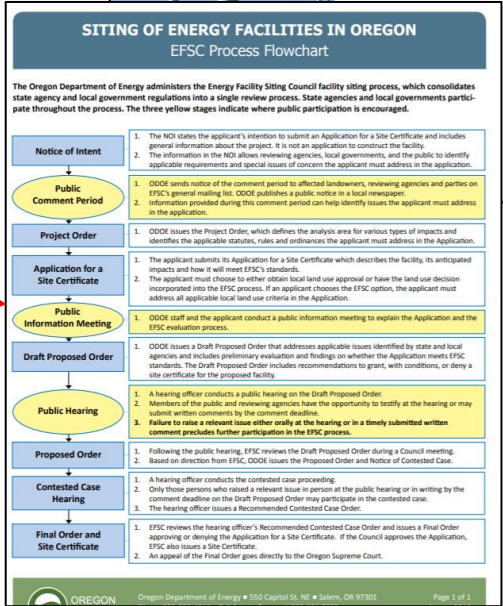 SITING OF ENERGY FACILITIES IN OREGON
EFSC Process Flowchart
The Oregon Department of Energy administers the Energy Facility Siting Council facility siting process, which consolidates
state agency and local government regulations into a single review process. State agencies and local governments partici-
pate throughout the process. The three yellow stages indicate where public participation is encouraged.
Notice of Intent
1. The NOI states the applicant's intention to submit an Application for a Site Certificate and includes
general information about the project. It is not an application to construct the facility.
2. The information in the NOI allows reviewing agencies, local governments, and the public to identify
applicable requirements and special issues of concern the applicant must address in the application.
Public
Comment Period
1. ODOE sends notice of the comment period to affected landowners, reviewing agencies and parties on
EFSC's general mailing list. ODOE publishes a public notice in a local newspaper.
2. Information provided during this comment period can help identify issues the applicant must address
in the application.
Project Order
1. ODOE issues the Project Order, which defines the analysis area for various types of impacts and
identifies the applicable statutes, rules and ordinances the applicant must address in the Application.
Application for a
Site Certificate
1. The applicant submits its Application for a Site Certificate which describes the facility, its anticipated
impacts and how it will meet EFSC's standards.
2. The applicant must choose to either obtain local land use approval or have the land use decision
incorporated into the EFSC process. If an applicant chooses the EFSC option, the applicant must
address all applicable local land use criteria in the Application.
Public
Information Meeting
1. ODOE staff and the applicant conduct a public information meeting to explain the Application and the
EFSC evaluation process.
Draft Proposed Order
1. ODOE issues a Draft Proposed Order that addresses applicable issues identified by state and local
agencies and includes preliminary evaluation and findings on whether the Application meets EFSC
standards. The Draft Proposed Order includes recommendations to grant, with conditions, or deny a
site certificate for the proposed facility.
Public Hearing
1. A hearing officer conducts a public hearing on the Draft Proposed Order.
2. Members of the public and reviewing agencies have the opportunity to testify at the hearing or may
submit written comments by the comment deadline.
3. Failure to raise a relevant issue either orally at the hearing or in a timely submitted written
comment precludes further participation in the EFSC process.
Proposed Order
1. Following the public hearing, EFSC reviews the Draft Proposed Order during a Council meeting.
2. Based on direction from EFSC, ODOE issues the Proposed Order and Notice of Contested Case.
Contested Case
Hearing
1. A hearing officer conducts the contested case proceeding.
2. Only those persons who raised a relevant issue in person at the public hearing or in writing by the
comment deadline on the Draft Proposed Order may participate in the contested case.
3. The hearing officer issues a Recommended Contested Case Order.
Final Order and
Site Certificate
1. EFSC reviews the hearing officer's Recommended Contested Case Order and issues a Final Order
approving or denying the Application for a Site Certificate. If the Council approves the Application,
EFSC also issues a Site Certificate.
2. An appeal of the Final Order goes directly to the Oregon Supreme Court.
OREGON
Oregon Department of Energy ■ 550 Capitol St. NE ■ Salem, OR 97301
Page 1 of 1